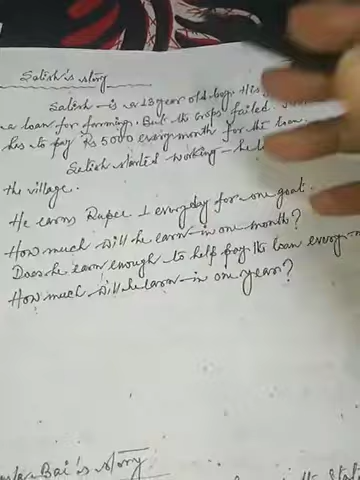 Satish's story
Satish is a 13 year old boy. His
a loan for farming. But the crops failed.
has to pay Rs 5000 every month for the loan.
Satish started working - he
the village.
He earns Rupee 1 everyday for one goat.
How much will he earn in one month?
Does he earn enough to help pay the loan every
How much will he earn in one year?
Bai's story